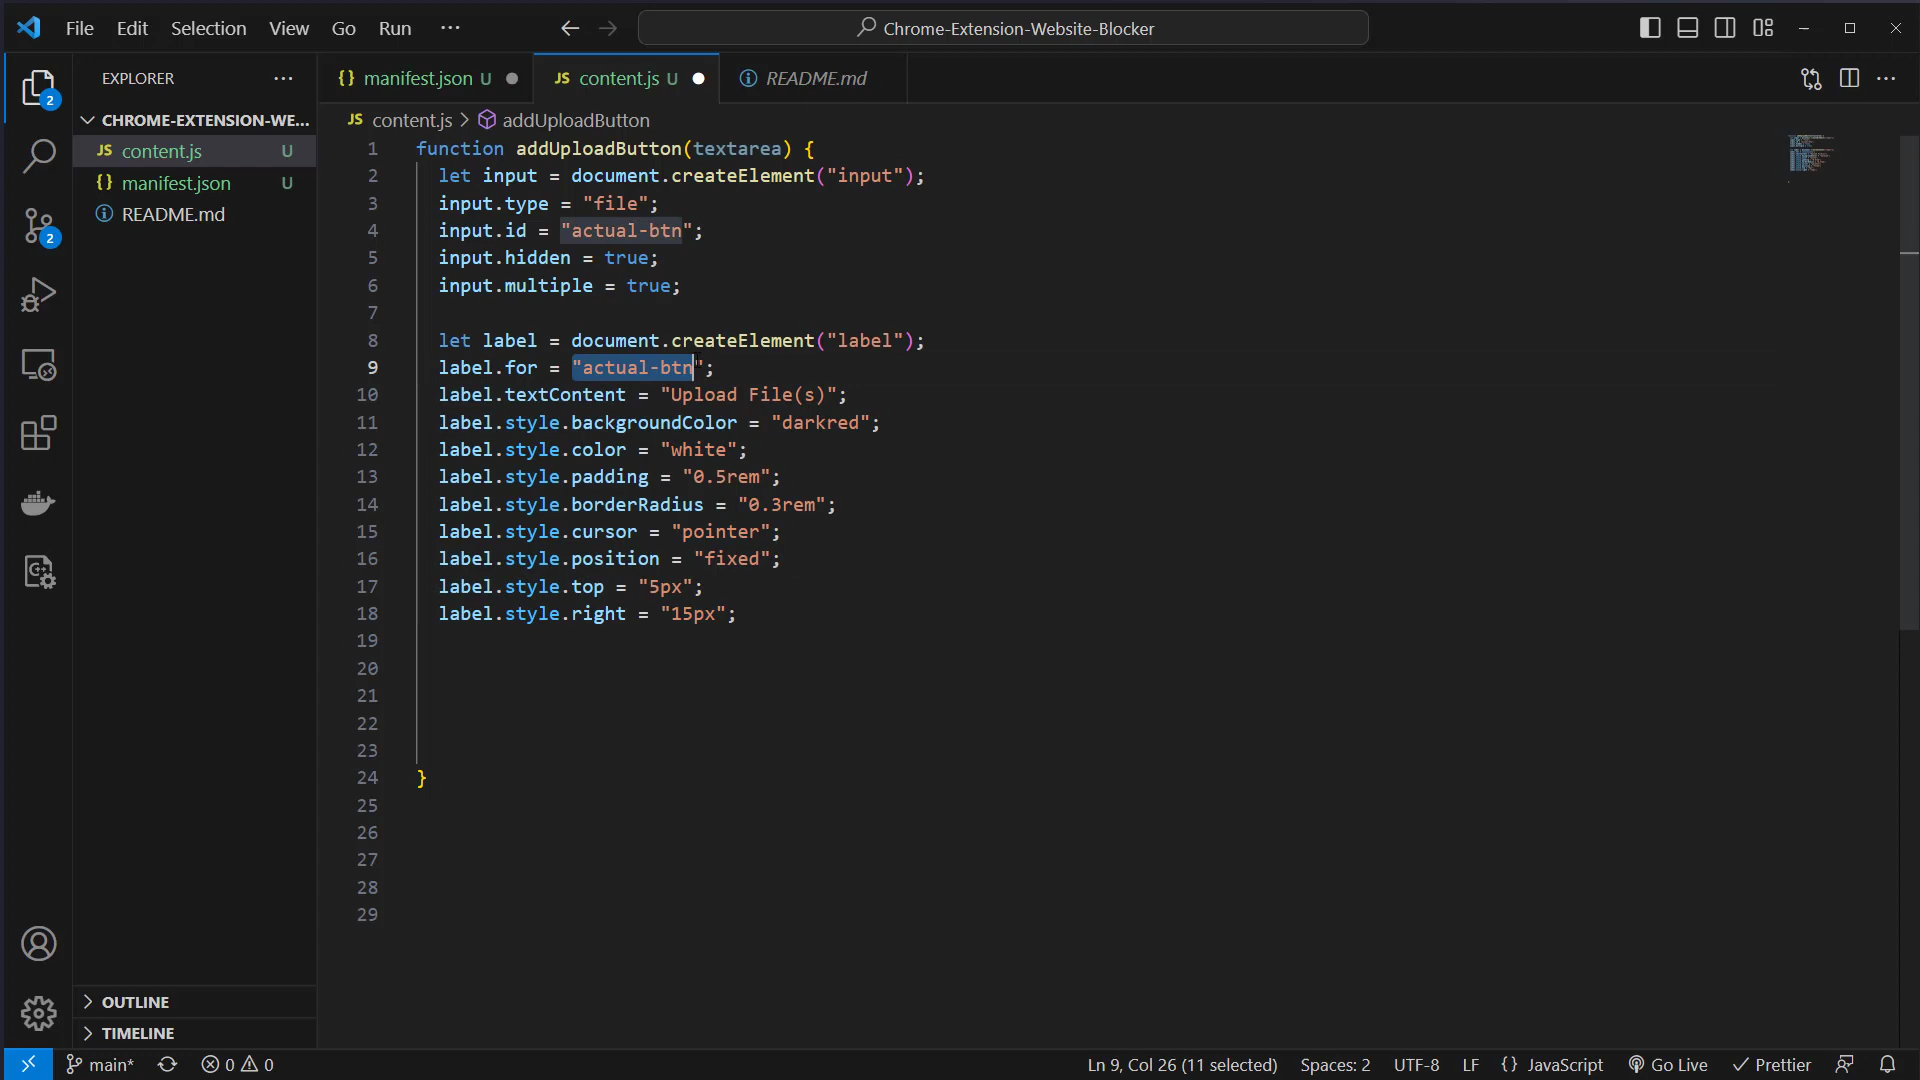 File Edit Selection View Go Run ··· Chrome-Extension-Website-Blocker
EXPLORER ···
CHROME-EXTENSION-WE...
JS content.js U
{} manifest.json U
README.md
OUTLINE
TIMELINE
{} manifest.json U
JS content.js U
README.md
JS content.js > addUploadButton
1 function addUploadButton(textarea) {
2 let input = document.createElement("input");
3 input.type = "file";
4 input.id = "actual-btn";
5 input.hidden = true;
6 input.multiple = true;
7
8 let label = document.createElement("label");
9 label.for = "actual-btn";
10 label.textContent = "Upload File(s)";
11 label.style.backgroundColor = "darkred";
12 label.style.color = "white";
13 label.style.padding = "0.5rem";
14 label.style.borderRadius = "0.3rem";
15 label.style.cursor = "pointer";
16 label.style.position = "fixed";
17 label.style.top = "5px";
18 label.style.right = "15px";
19
20
21
22
23
24 }
25
26
27
28
29
2
2
main* 0 0 Ln 9, Col 26 (11 selected) Spaces: 2 UTF-8 LF {} JavaScript Go Live Prettier